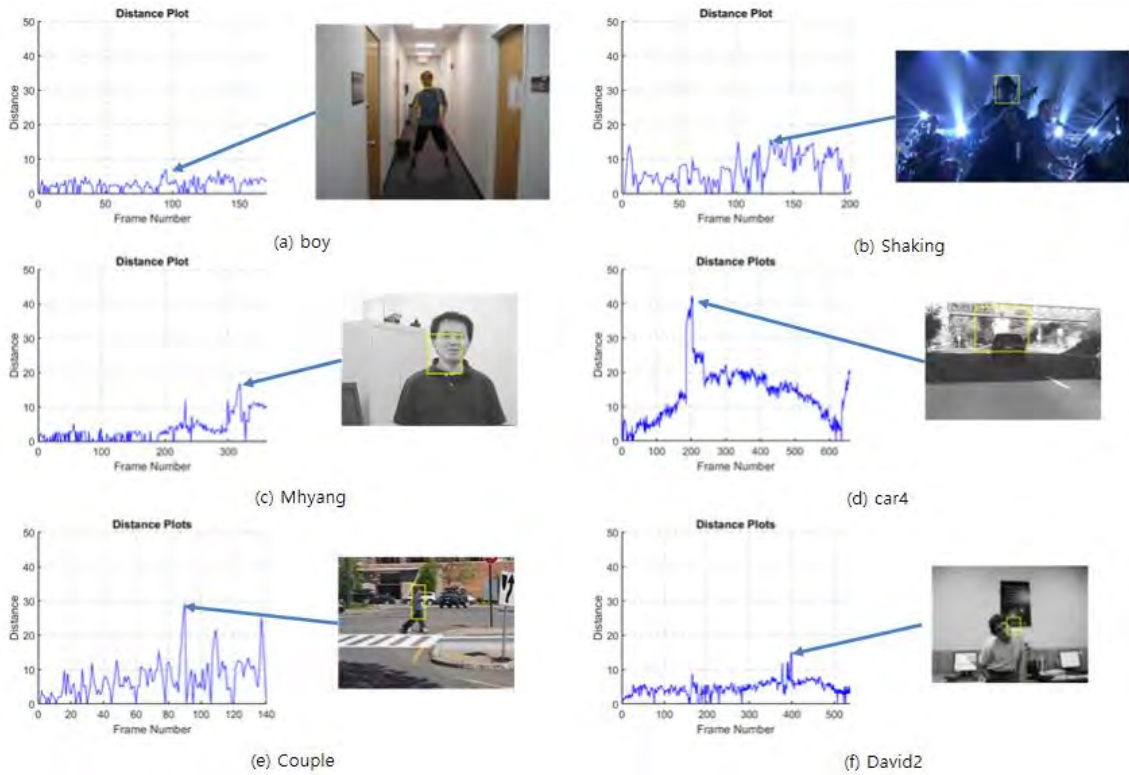 Distance Plot
50
40
30
20
10
0
Distance
0 50 100 150
Frame Number
(a) boy
Distance Plot
50
40
30
20
10
0
Distance
0 50 100 150 200
Frame Number
(b) Shaking
Distance Plot
50
40
30
20
10
0
Distance
0 100 200 300
Frame Number
(c) Mhyang
Distance Plots
50
40
30
20
10
0
Distance
0 100 200 300 400 500 600
Frame Number
(d) car4
Distance Plots
50
40
30
20
10
0
Distance
0 20 40 60 80 100 120 140
Frame Number
(e) Couple
Distance Plots
50
40
30
20
10
0
Distance
0 100 200 300 400 500
Frame Number
(f) David2